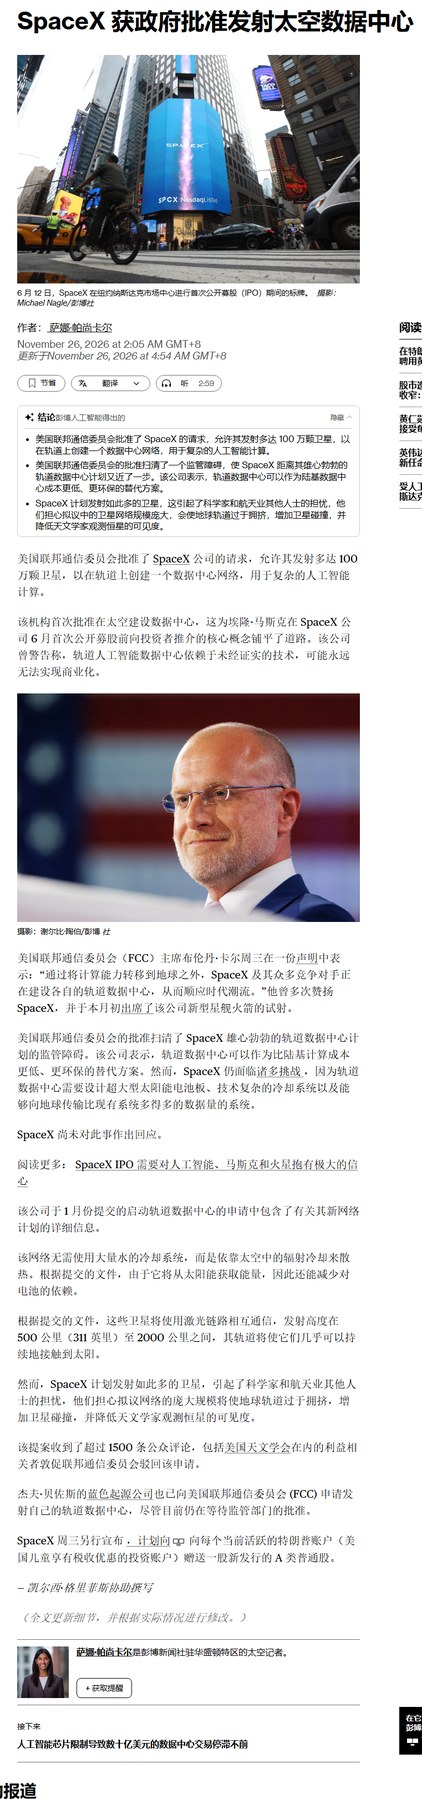 SpaceX 获政府批准发射太空数据中心
SPACEX
SPCX NasdaqListed
6 月 12 日，SpaceX 在纽约纳斯达克市场中心进行首次公开募股（IPO）期间的标牌。 摄影：
Michael Nagle/彭博社
作者： 萨娜·帕尚卡尔
November 26, 2026 at 2:05 AM GMT+8
更新于November 26, 2026 at 4:54 AM GMT+8
节省
翻译
听 2:59
结论彭博人工智能得出的
隐藏
• 美国联邦通信委员会批准了 SpaceX 的请求，允许其发射多达 100 万颗卫星，以
在轨道上创建一个数据中心网络，用于复杂的人工智能计算。
• 美国联邦通信委员会的批准扫清了一个监管障碍，使 SpaceX 距离其雄心勃勃的
轨道数据中心计划又近了一步。该公司表示，轨道数据中心可以作为陆基数据中
心成本更低、更环保的替代方案。
• SpaceX 计划发射如此多的卫星，这引起了科学家和航天业其他人士的担忧，他
们担心拟议中的卫星网络规模庞大，会使地球轨道过于拥挤，增加卫星碰撞，并
降低天文学家观测恒星的可见度。
美国联邦通信委员会批准了 SpaceX 公司的请求，允许其发射多达 100
万颗卫星，以在轨道上创建一个数据中心网络，用于复杂的人工智能
计算。
该机构首次批准在太空建设数据中心，这为埃隆·马斯克在 SpaceX 公
司 6 月首次公开募股前向投资者推介的核心概念铺平了道路。该公司
曾警告称，轨道人工智能数据中心依赖于未经证实的技术，可能永远
无法实现商业化。
摄影：谢尔比·陶伯/彭博 社
美国联邦通信委员会（FCC）主席布伦丹·卡尔周三在一份声明中表
示：“通过将计算能力转移到地球之外，SpaceX 及其众多竞争对手正
在建设各自的轨道数据中心，从而顺应时代潮流。”他曾多次赞扬
SpaceX，并于本月初出席了该公司新型星舰火箭的试射。
美国联邦通信委员会的批准扫清了 SpaceX 雄心勃勃的轨道数据中心计
划的监管障碍。该公司表示，轨道数据中心可以作为比陆基计算成本
更低、更环保的替代方案。然而，SpaceX 仍面临诸多挑战，因为轨道
数据中心需要设计超大型太阳能电池板、技术复杂的冷却系统以及能
够向地球传输比现有系统多得多的数据量的系统。
SpaceX 尚未对此事作出回应。
阅读更多： SpaceX IPO 需要对人工智能、马斯克和火星抱有极大的信
心
该公司于 1 月份提交的启动轨道数据中心的申请中包含了有关其新网络
计划的详细信息。
该网络无需使用大量水的冷却系统，而是依靠太空中的辐射冷却来散
热。根据提交的文件，由于它将从太阳能获取能量，因此还能减少对
电池的依赖。
根据提交的文件，这些卫星将使用激光链路相互通信，发射高度在
500 公里（311 英里）至 2000 公里之间，其轨道将使它们几乎可以持
续地接触到太阳。
然而，SpaceX 计划发射如此多的卫星，引起了科学家和航天业其他人
士的担忧，他们担心拟议网络的庞大规模将使地球轨道过于拥挤，增
加卫星碰撞，并降低天文学家观测恒星的可见度。
该提案收到了超过 1500 条公众评论，包括美国天文学会在内的利益相
关者敦促联邦通信委员会驳回该申请。
杰夫·贝佐斯的蓝色起源公司也已向美国联邦通信委员会 (FCC) 申请发
射自己的轨道数据中心，尽管目前仍在等待监管部门的批准。
SpaceX 周三另行宣布 ，计划向 向每个当前活跃的特朗普账户（美
国儿童享有税收优惠的投资账户）赠送一股新发行的 A 类普通股。
– 凯尔西·格里菲斯协助撰写
（全文更新细节，并根据实际情况进行修改。）
萨娜·帕尚卡尔是彭博新闻社驻华盛顿特区的太空记者。
+ 获取提醒
接下来
人工智能芯片限制导致数十亿美元的数据中心交易停滞不前
报道
阅读
在特朗
聘用黄
股市连
收窄：
黄仁勋
接受年
英伟达
新任命
受人工
斯达克
在它
彭博